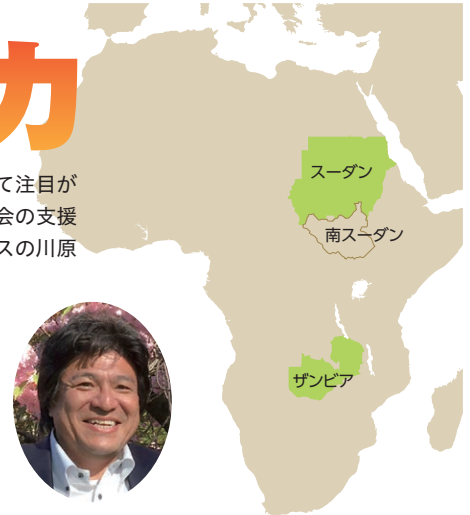 カ
て注目が
会の支援
スの川原
スーダン
南スーダン
ザンビア